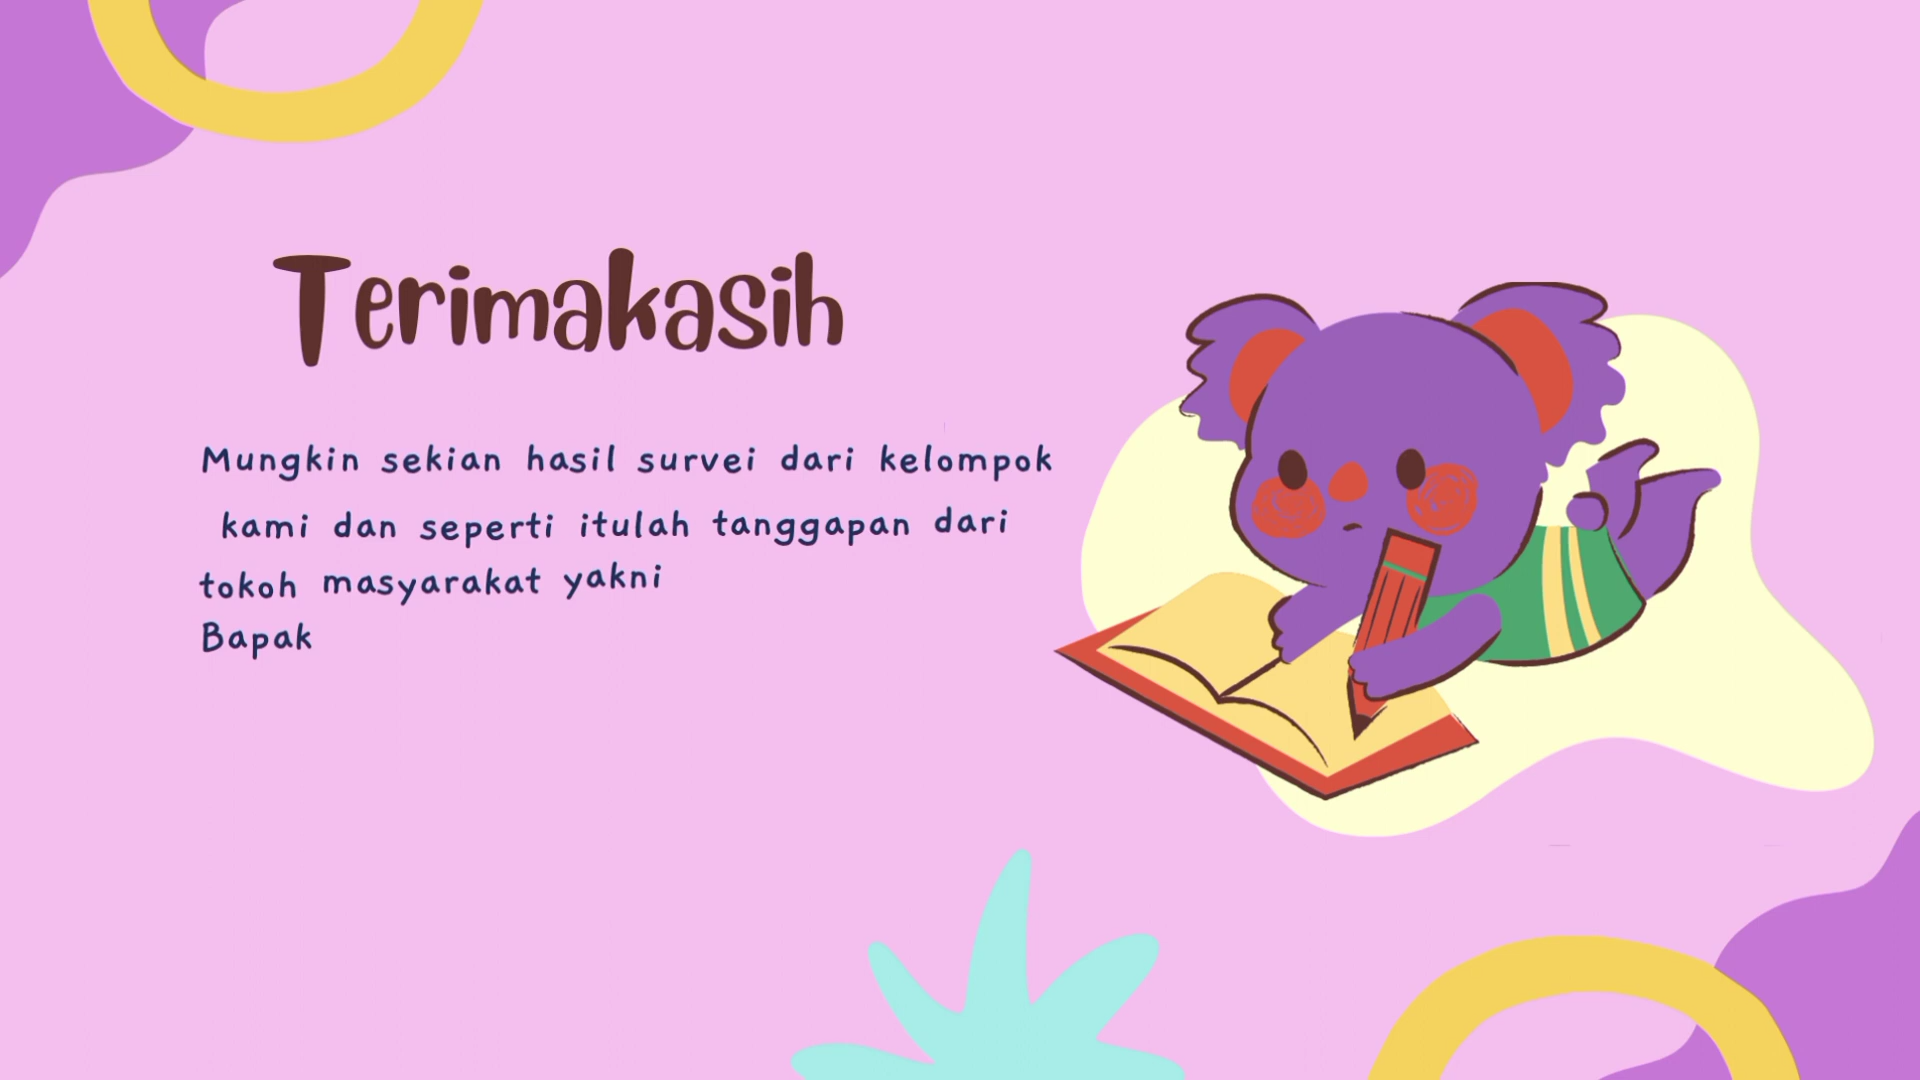 Terimakasih
Mungkin sekian hasil survei dari kelompok
kami dan seperti itulah tanggapan dari
tokoh masyarakat yakni
Bapak